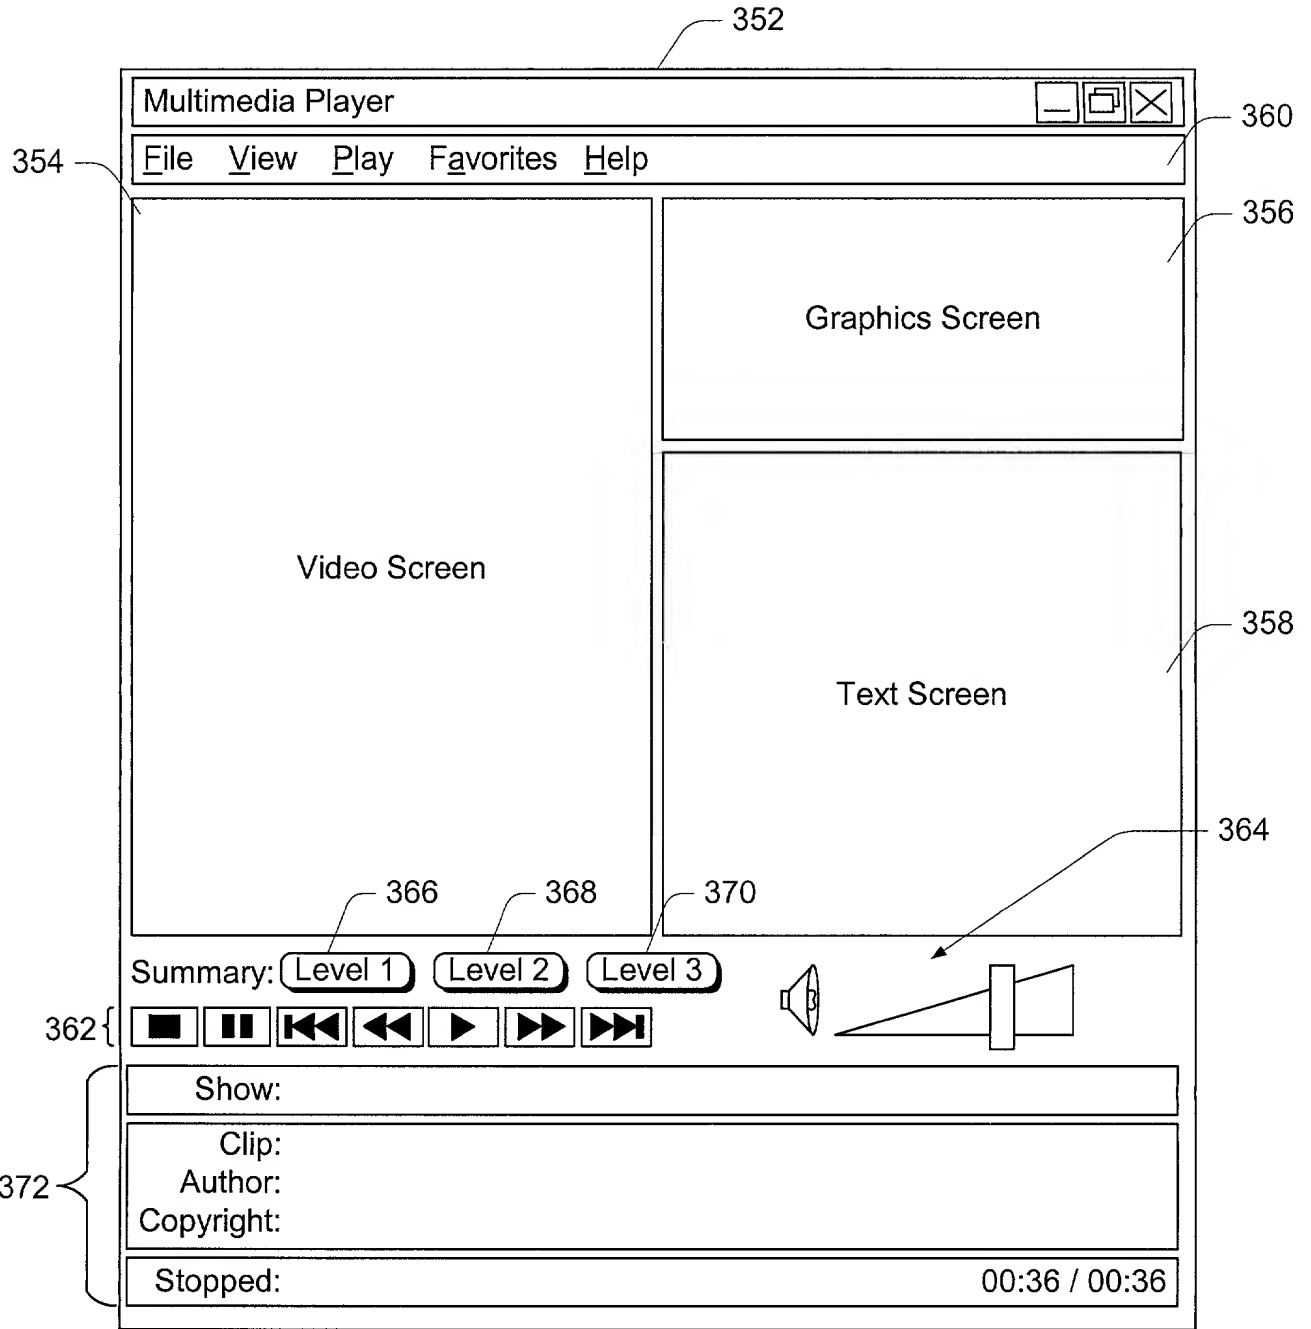 352
Multimedia Player
360
File View Play Favorites Help
354
356
Graphics Screen
Video Screen
358
Text Screen
364
366 368 370
Summary: Level 1 Level 2 Level 3
362
Show:
Clip:
Author:
Copyright:
372
Stopped: 00:36 / 00:36